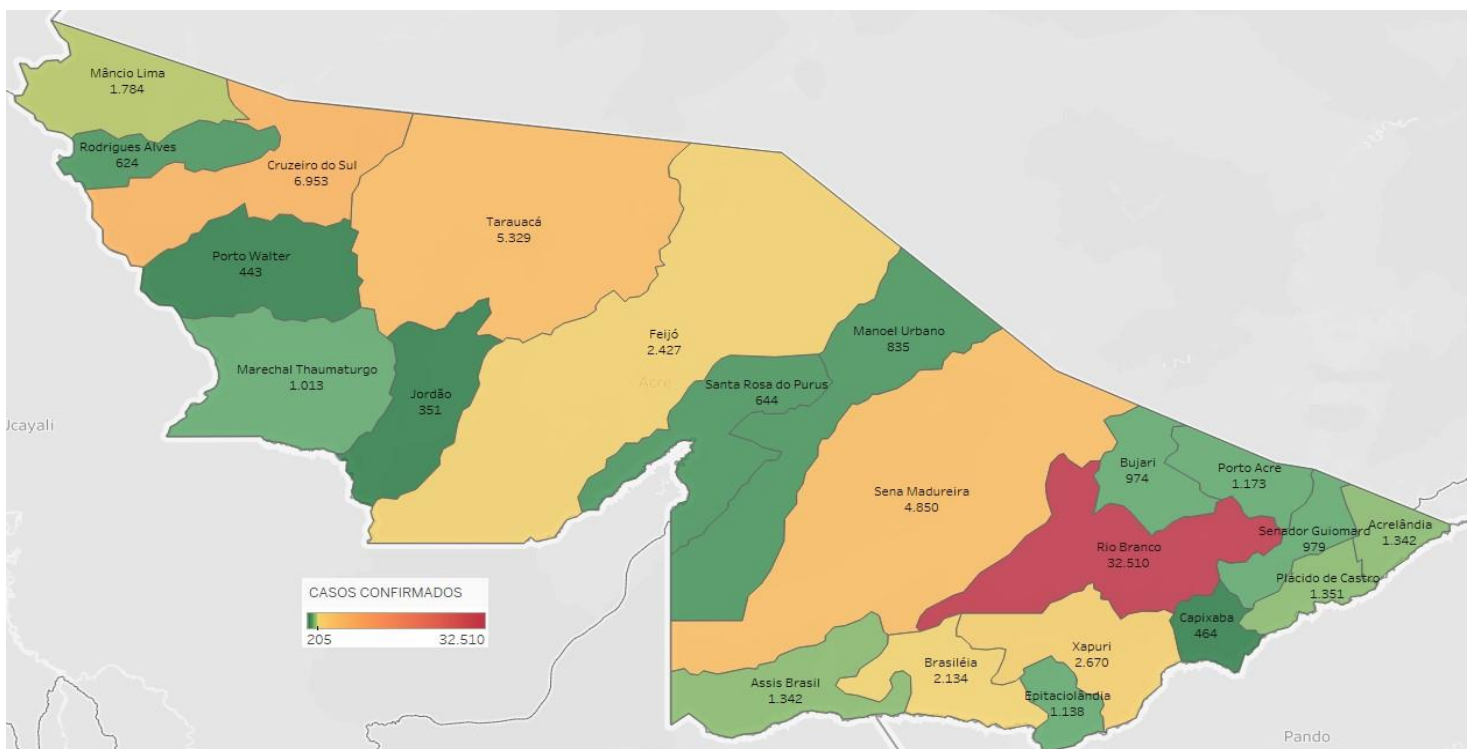 Mâncio Lima
1.784
Rodrigues Alves
624
Cruzeiro do Sul
6.953
Tarauacá
5.329
Porto Walter
443
Feijó
2.427
Manoel Urbano
835
Marechal Thaumaturgo
1.013
Jordão
351
Acre
Santa Rosa do Purus
644
Ucayali
Sena Madureira
4.850
Bujari
974
Porto Acre
1.173
Senador Guiomard
979
Acrelândia
1.342
Rio Branco
32.510
Plácido de Castro
1.351
Capixaba
464
Xapuri
2.670
Brasiléia
2.134
Assis Brasil
1.342
Epitaciolândia
1.138
Pando
CASOS CONFIRMADOS
205
32.510